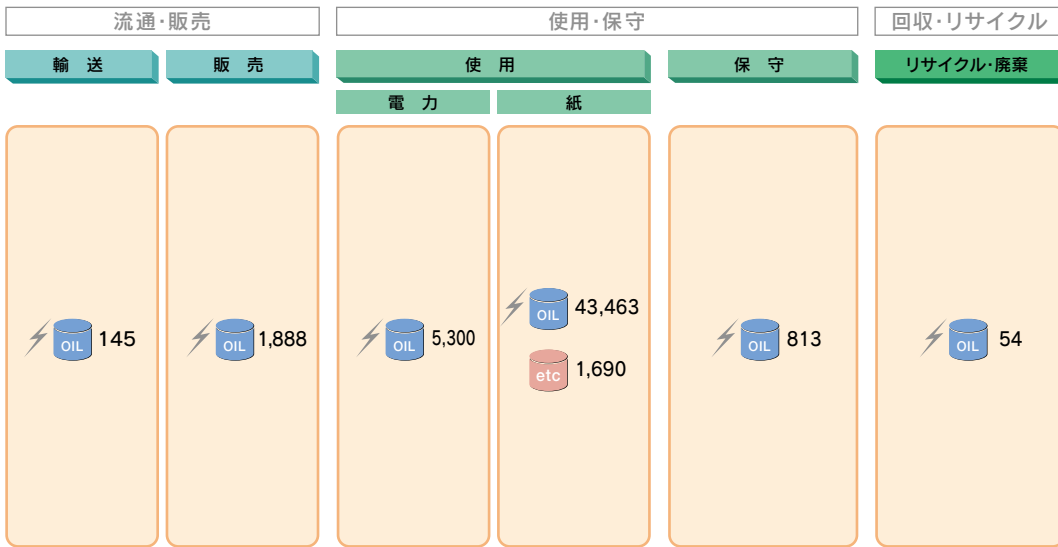 流通・販売
使用・保守
回収・リサイクル
輸 送
販 売
使 用
保 守
リサイクル・廃棄
電 力
紙
OIL 145
OIL 1,888
OIL 5,300
OIL 43,463
etc 1,690
OIL 813
OIL 54